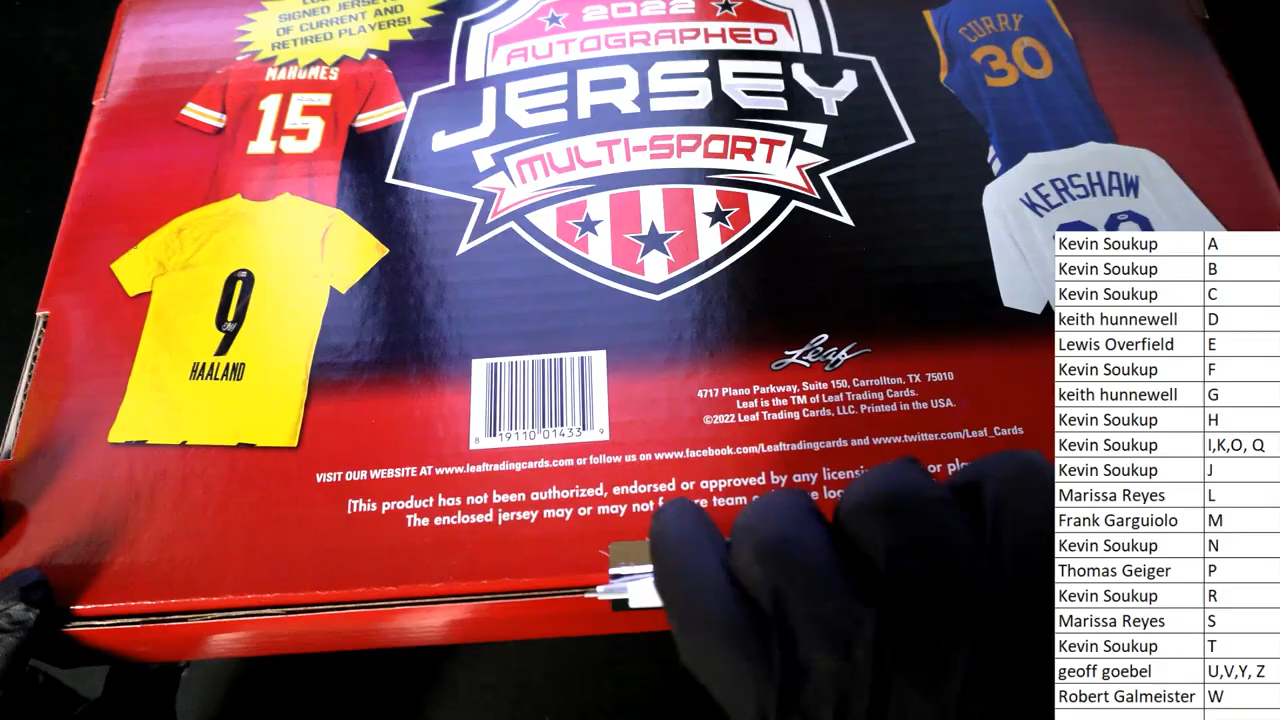 SIGNED JERSEYS
OF CURRENT AND
RETIRED PLAYERS!
2022
AUTOGRAPHED
JERSEY
MULTI-SPORT
MAHOMES
15
CURRY
30
KERSHAW
9
HAALAND
8 19110 01433 9
Leaf
4717 Plano Parkway, Suite 150, Carrollton, TX 75010
Leaf is the TM of Leaf Trading Cards.
©2022 Leaf Trading Cards, LLC. Printed in the USA.
VISIT OUR WEBSITE AT www.leaftradingcards.com or follow us on www.facebook.com/Leaftradingcards and www.twitter.com/Leaf_Cards
[This product has not been authorized, endorsed or approved by any or
The enclosed jersey may or may not team
Kevin Soukup A
Kevin Soukup B
Kevin Soukup C
keith hunnewell D
Lewis Overfield E
Kevin Soukup F
keith hunnewell G
Kevin Soukup H
Kevin Soukup I,K,O, Q
Kevin Soukup J
Marissa Reyes L
Frank Garguiolo M
Kevin Soukup N
Thomas Geiger P
Kevin Soukup R
Marissa Reyes S
Kevin Soukup T
geoff goebel U,V,Y, Z
Robert Galmeister W